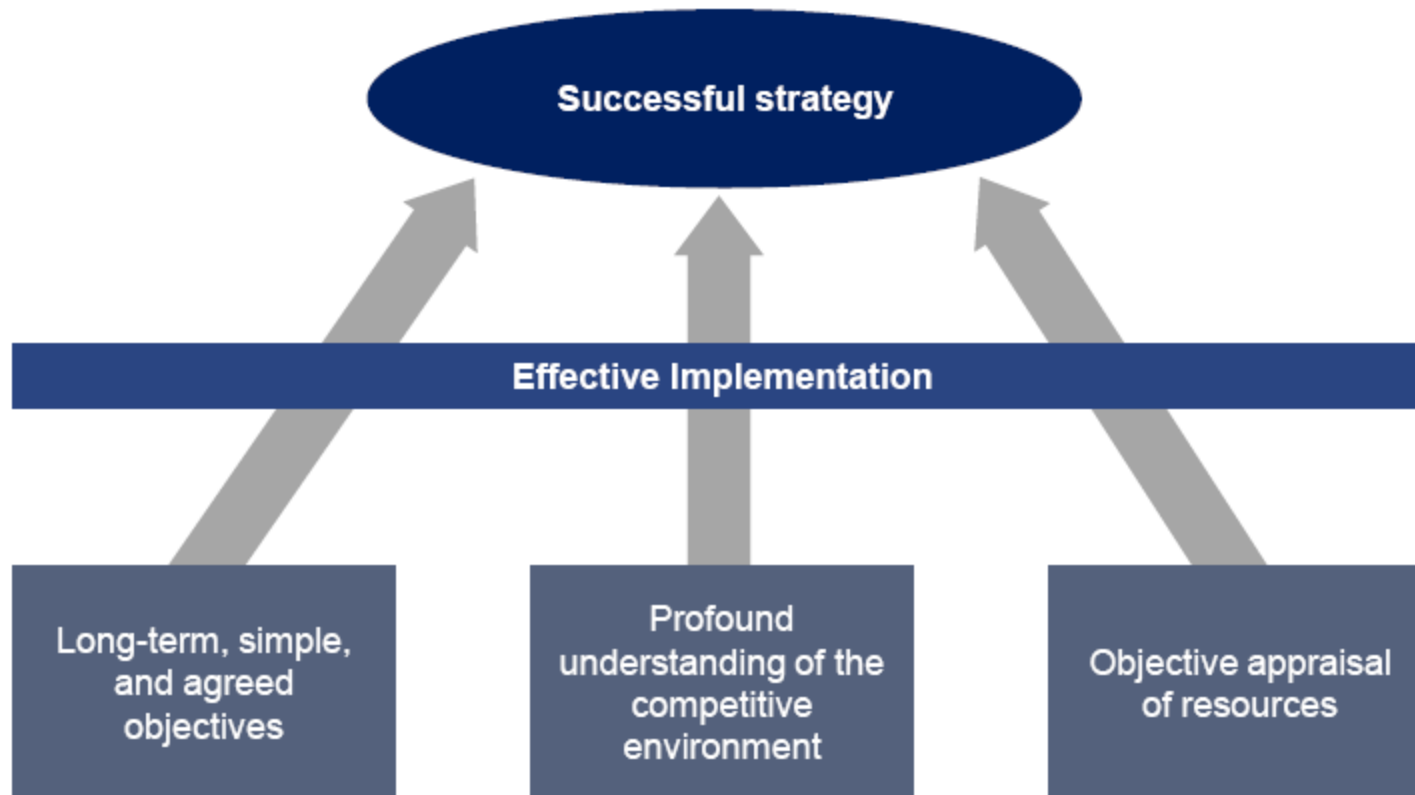 Successful strategy
Effective Implementation
Long-term, simple,
and agreed
objectives
Profound
understanding of the
competitive
environment
Objective appraisal
of resources